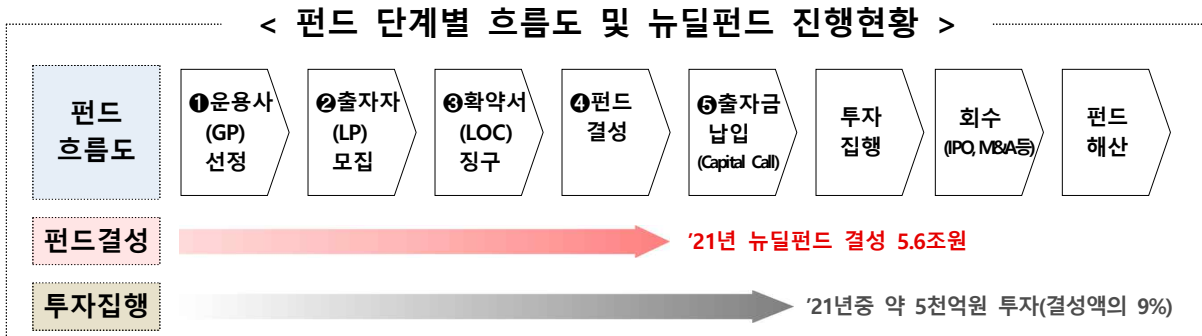 < 펀드 단계별 흐름도 및 뉴딜펀드 진행현황 >
펀드
흐름도
❶운용사
(GP)
선정
❷출자자
(LP)
모집
❸확약서
(LOC)
징구
❹펀드
결성
❺출자금
납입
(Capital Call)
투자
집행
회수
(IPO, M&A등)
펀드
해산
펀드결성
’21년 뉴딜펀드 결성 5.6조원
투자집행
’21년중 약 5천억원 투자(결성액의 9%)